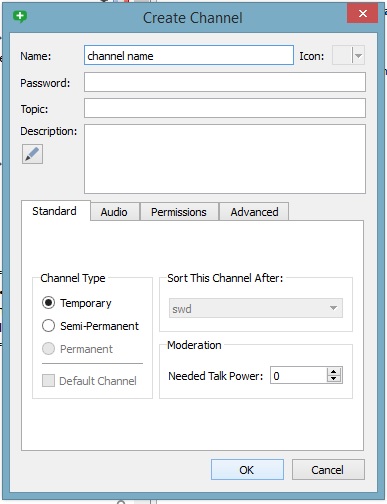 Create Channel
Name: channel name Icon:
Password:
Topic:
Description:
Standard Audio Permissions Advanced
Channel Type Sort This Channel After:
Temporary swd
Semi-Permanent
Permanent Moderation
Default Channel Needed Talk Power: 0
OK Cancel